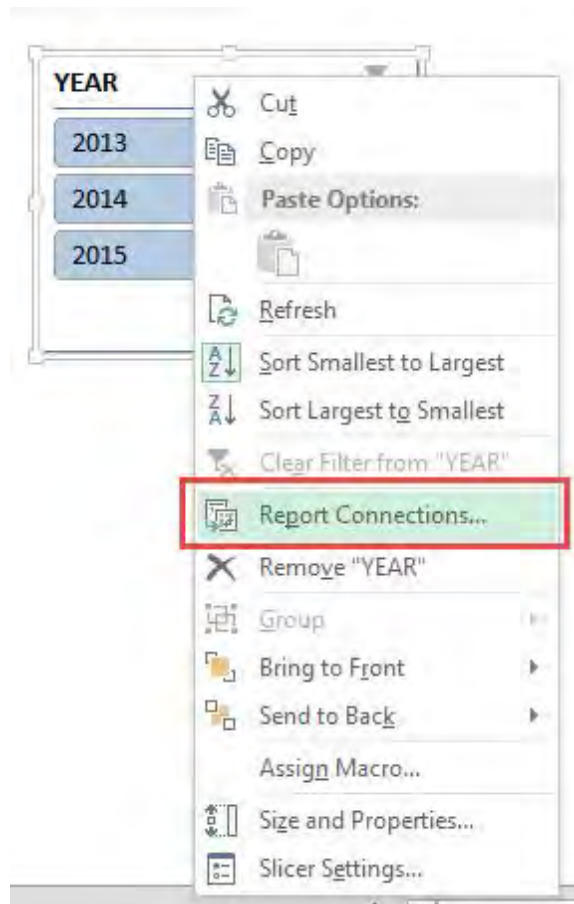 YEAR
2013
2014
2015
Cut
Copy
Paste Options:
Refresh
Sort Smallest to Largest
Sort Largest to Smallest
Clear Filter from "YEAR"
Report Connections...
Remove "YEAR"
Group
Bring to Front
Send to Back
Assign Macro...
Size and Properties...
Slicer Settings...